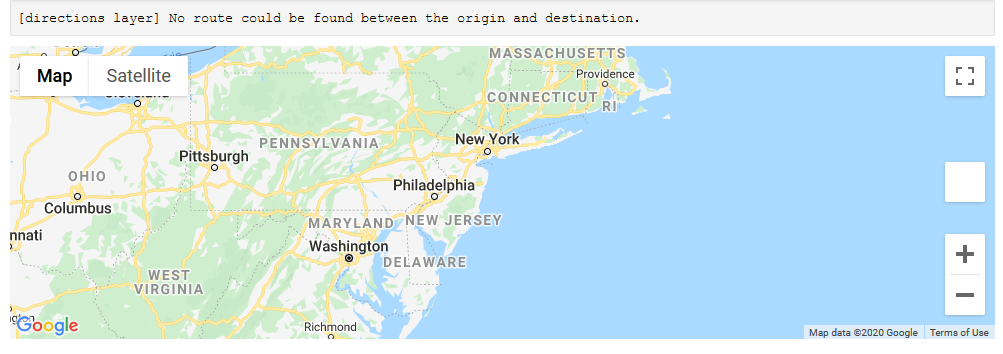 [directions layer] No route could be found between the origin and destination.
MASSACHUSETTS
Map Satellite
Providence
CONNECTICUT
RI
New York
PENNSYLVANIA
Pittsburgh
OHIO
Philadelphia
Columbus
MARYLAND NEW JERSEY
nnati
Washington
DELAWARE
WEST
VIRGINIA
Google
Richmond
Map data ©2020 Google Terms of Use